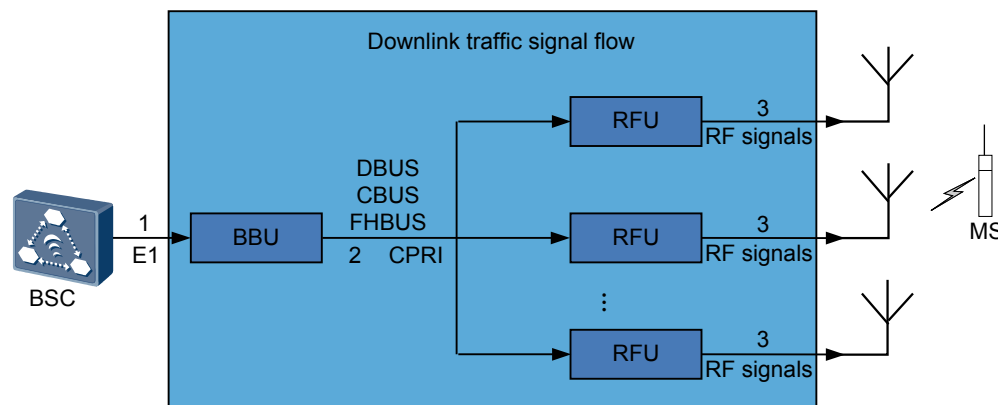 Downlink traffic signal flow
RFU
3
RF signals
DBUS
CBUS
FHBUS
1
E1
BBU
2 CPRI
RFU
3
RF signals
MS
BSC
...
RFU
3
RF signals